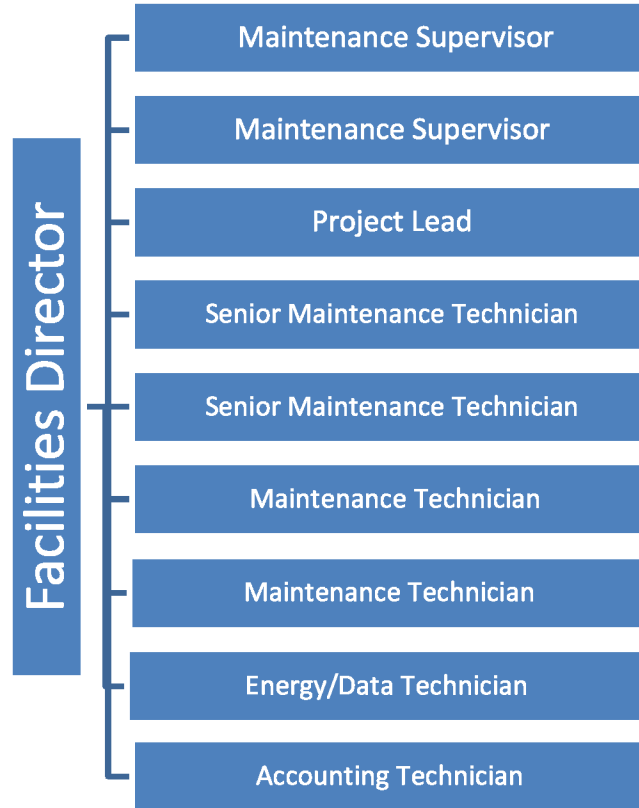 Facilities Director
Maintenance Supervisor
Maintenance Supervisor
Project Lead
Senior Maintenance Technician
Senior Maintenance Technician
Maintenance Technician
Maintenance Technician
Energy/Data Technician
Accounting Technician